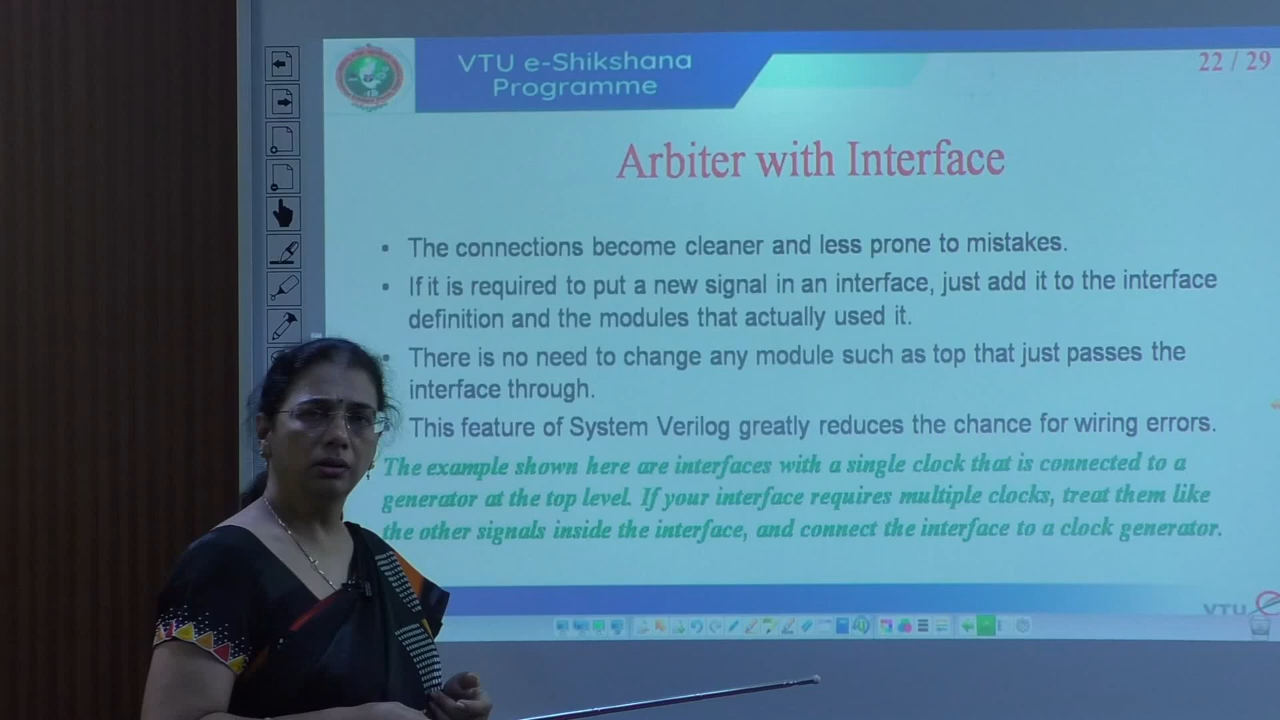 VTU e-Shikshana
Programme
22 / 29
Arbiter with Interface
• The connections become cleaner and less prone to mistakes.
• If it is required to put a new signal in an interface, just add it to the interface
definition and the modules that actually used it.
• There is no need to change any module such as top that just passes the
interface through.
This feature of System Verilog greatly reduces the chance for wiring errors.
The example shown here are interfaces with a single clock that is connected to a
generator at the top level. If your interface requires multiple clocks, treat them like
the other signals inside the interface, and connect the interface to a clock generator.
VTU